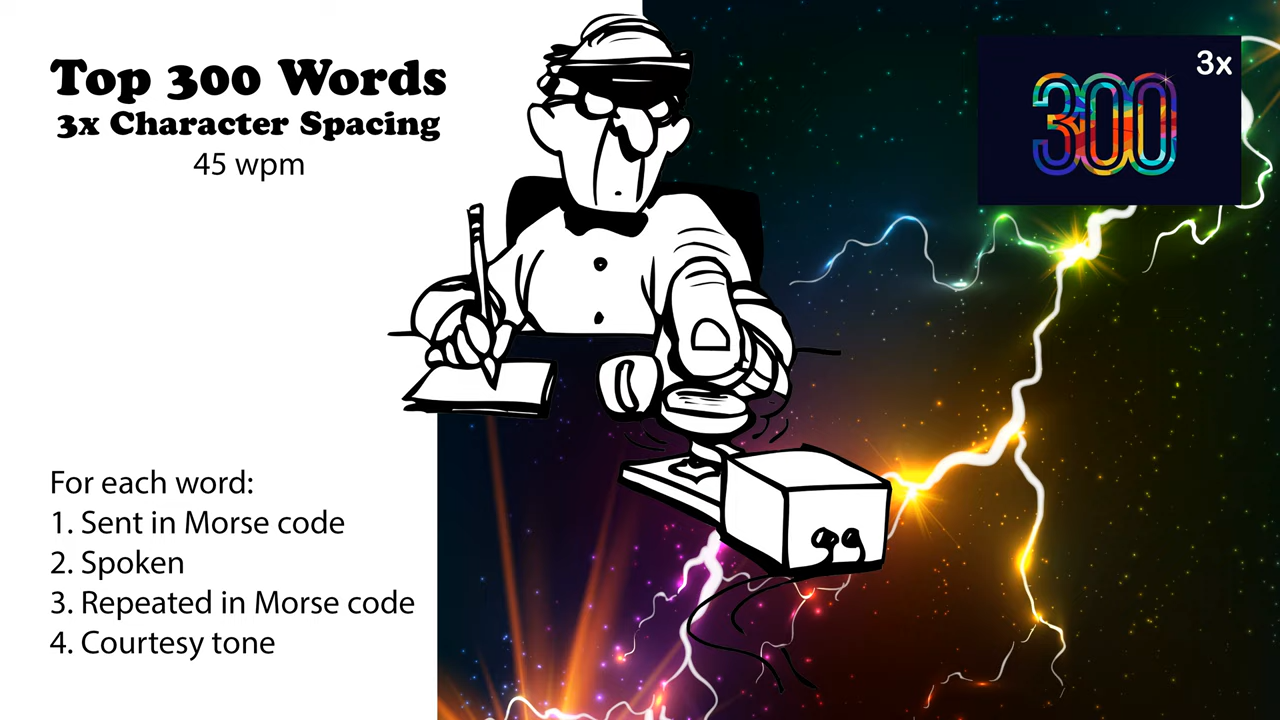 Top 300 Words
3x Character Spacing
45 wpm
3x
300
For each word:
1. Sent in Morse code
2. Spoken
3. Repeated in Morse code
4. Courtesy tone